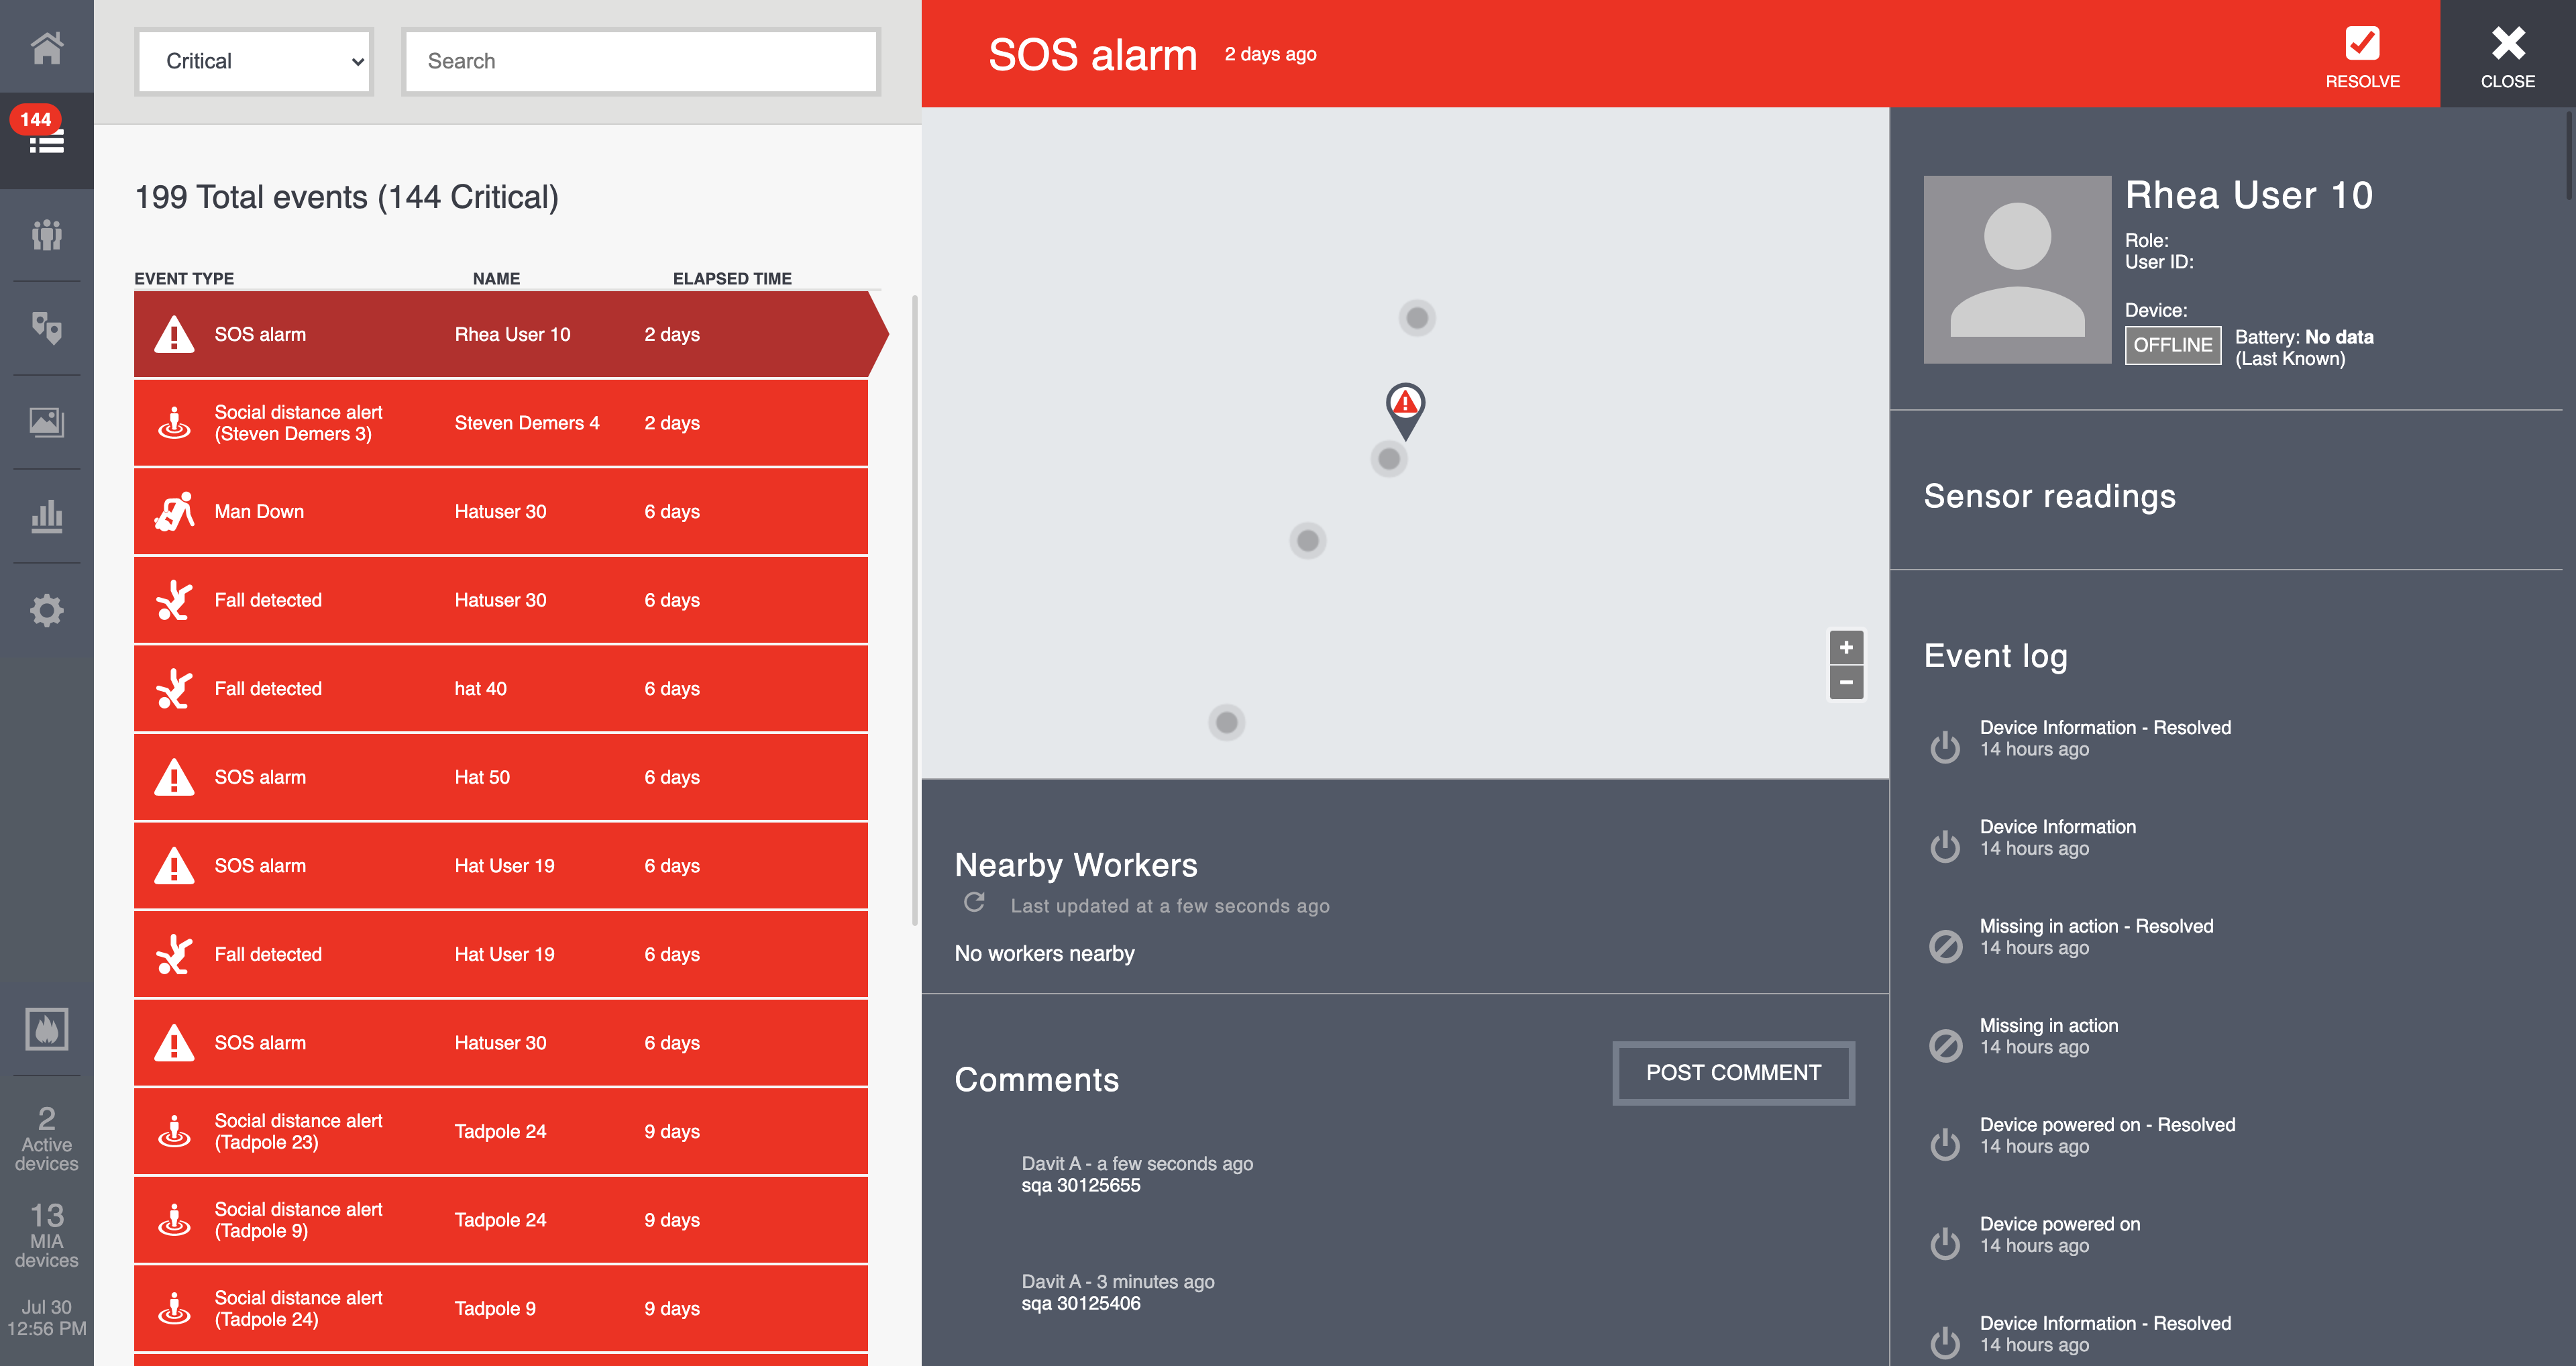 144
2
Active
devices
13
MIA
devices
Jul 30
12:56 PM
Critical
Search
199 Total events (144 Critical)
EVENT TYPE NAME ELAPSED TIME
SOS alarm Rhea User 10 2 days
Social distance alert
(Steven Demers 3) Steven Demers 4 2 days
Man Down Hatuser 30 6 days
Fall detected Hatuser 30 6 days
Fall detected hat 40 6 days
SOS alarm Hat 50 6 days
SOS alarm Hat User 19 6 days
Fall detected Hat User 19 6 days
SOS alarm Hatuser 30 6 days
Social distance alert
(Tadpole 23) Tadpole 24 9 days
Social distance alert
(Tadpole 9) Tadpole 24 9 days
Social distance alert
(Tadpole 24) Tadpole 9 9 days
SOS alarm 2 days ago
RESOLVE
CLOSE
+
−
Nearby Workers
Last updated at a few seconds ago
No workers nearby
Comments
POST COMMENT
Davit A - a few seconds ago
sqa 30125655
Davit A - 3 minutes ago
sqa 30125406
Rhea User 10
Role:
User ID:
Device:
OFFLINE
Battery: No data
(Last Known)
Sensor readings
Event log
Device Information - Resolved
14 hours ago
Device Information
14 hours ago
Missing in action - Resolved
14 hours ago
Missing in action
14 hours ago
Device powered on - Resolved
14 hours ago
Device powered on
14 hours ago
Device Information - Resolved
14 hours ago